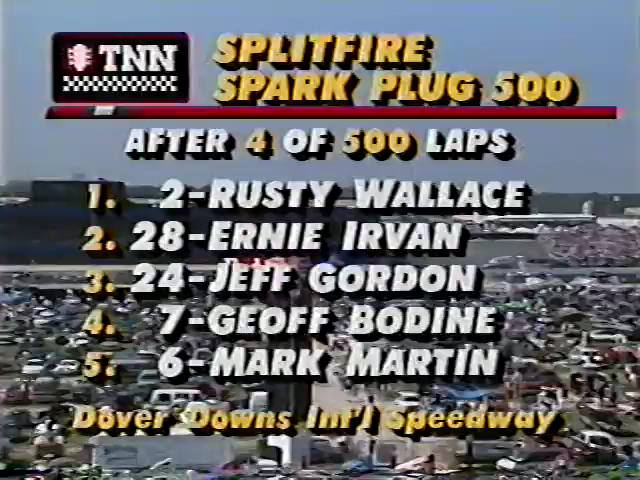 TNN
SPLITFIRE
SPARK PLUG 500
AFTER 4 OF 500 LAPS
1. 2-RUSTY WALLACE
2. 28-ERNIE IRVAN
3. 24-JEFF GORDON
4. 7-GEOFF BODINE
5. 6-MARK MARTIN
Dover Downs Int'l Speedway